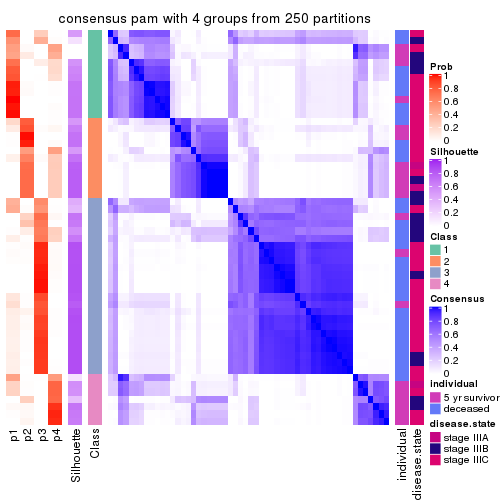 consensus pam with 4 groups from 250 partitions
Prob
1
0.8
0.6
0.4
0.2
0
Silhouette
1
0.8
0.6
0.4
0.2
0
Class
1
2
3
4
Consensus
1
0.8
0.6
0.4
0.2
0
individual
5 yr survivor
deceased
disease.state
stage IIIA
stage IIIB
stage IIIC
p1
p2
p3
p4
Silhouette
Class
individual
disease.state